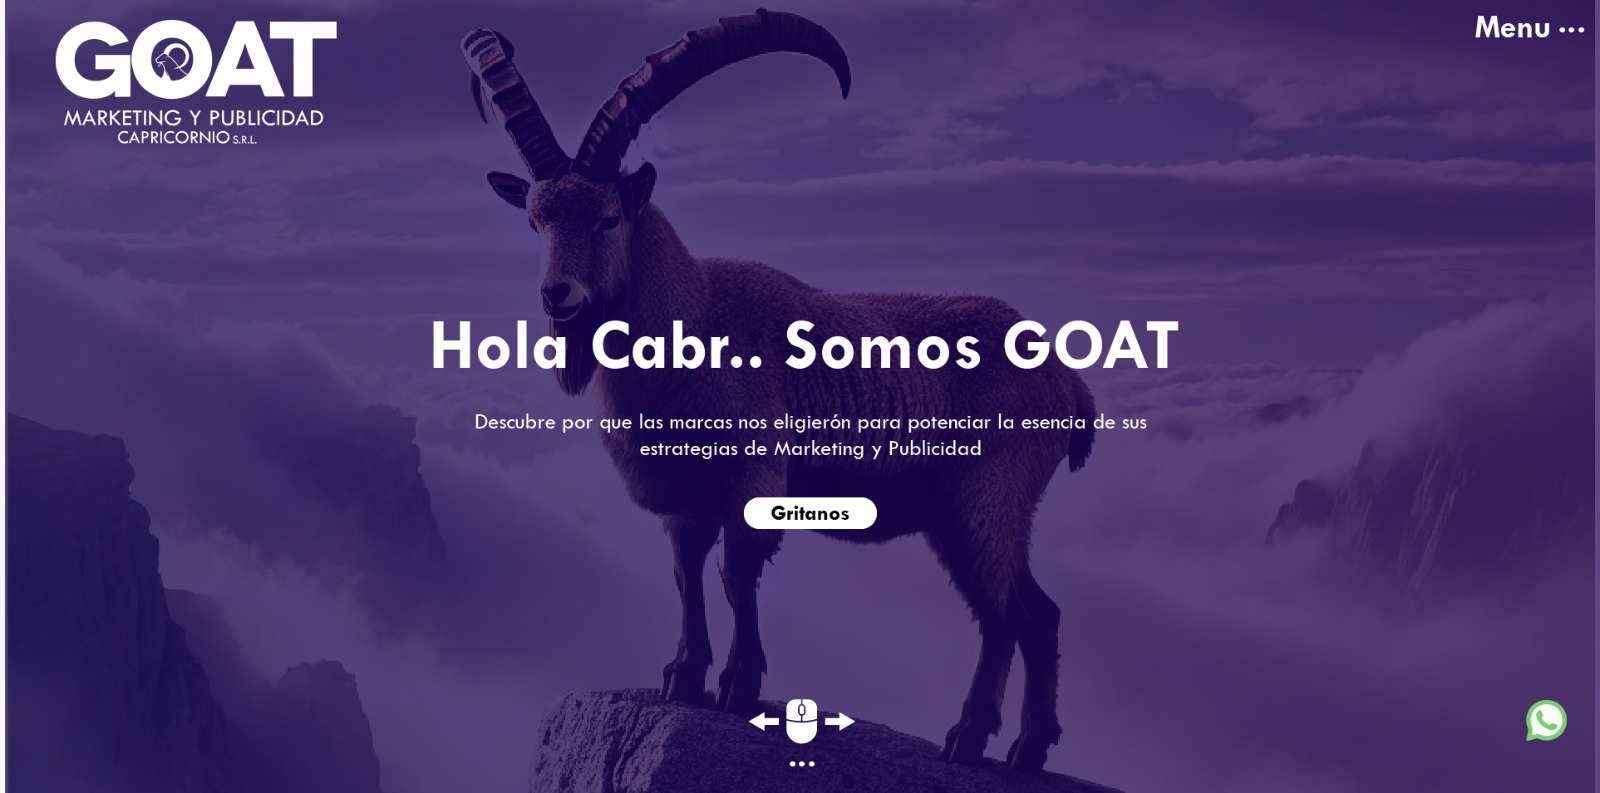 GOAT
MARKETING Y PUBLICIDAD
CAPRICORNIO S.R.L.
Menu ...
Hola Cabr.. Somos GOAT
Descubre por que las marcas nos eligierón para potenciar la esencia de sus
estrategias de Marketing y Publicidad
Gritanos